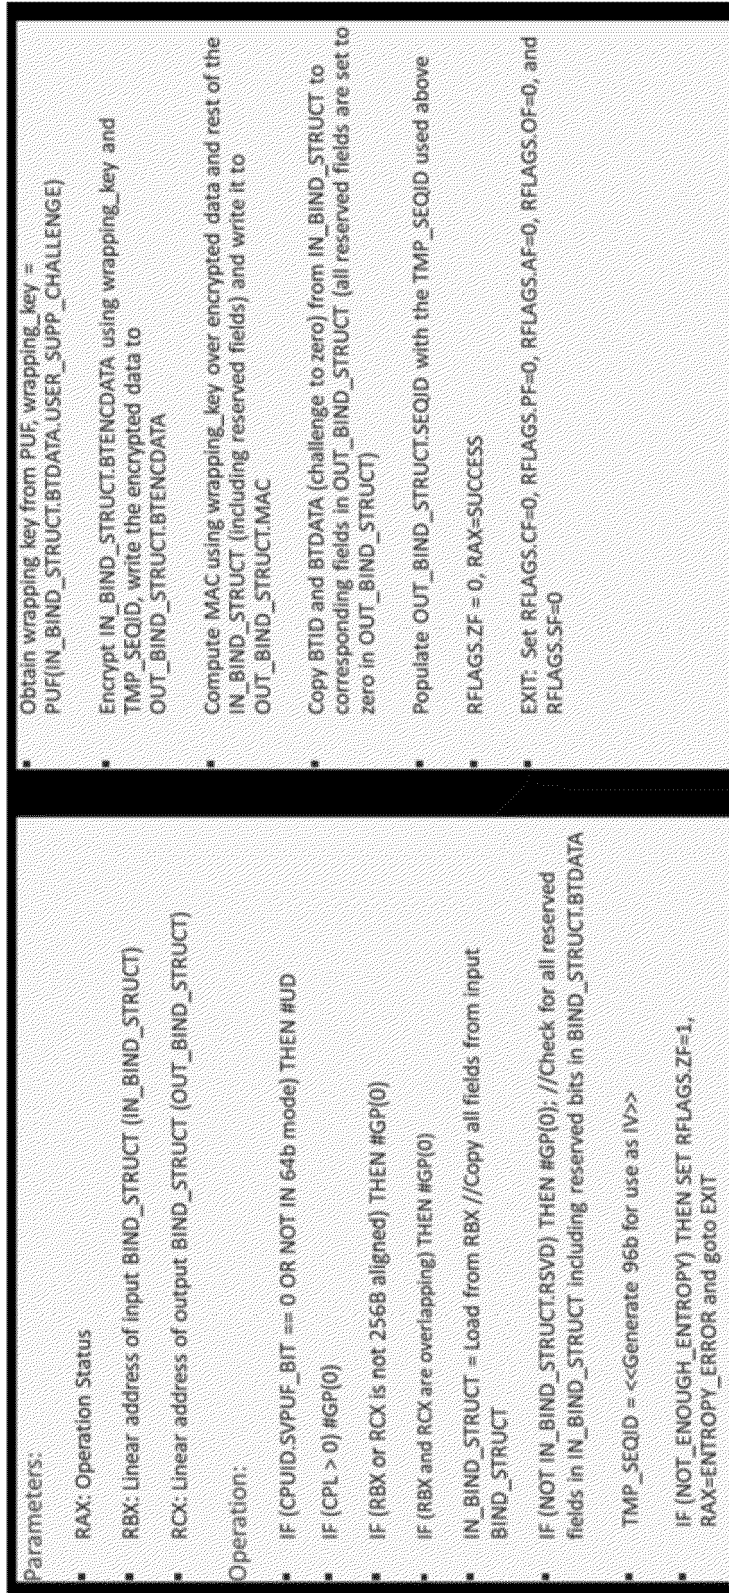 Parameters:
▪ RAX: Operation Status
▪ RBX: Linear address of input BIND_STRUCT (IN_BIND_STRUCT)
▪ RCX: Linear address of output BIND_STRUCT (OUT_BIND_STRUCT)
Operation:
▪ IF (CPUID.SVPUF_BIT == 0 OR NOT IN 64b mode) THEN #UD
▪ IF (CPL > 0) #GP(0)
▪ IF (RBX or RCX is not 256B aligned) THEN #GP(0)
▪ IF (RBX and RCX are overlapping) THEN #GP(0)
▪ IN_BIND_STRUCT = Load from RBX //Copy all fields from input
BIND_STRUCT
▪ IF (NOT IN_BIND_STRUCT.RSVD) THEN #GP(0); //Check for all reserved
fields in IN_BIND_STRUCT including reserved bits in BIND_STRUCT.BTDATA
▪ TMP_SEQID = <<Generate 96b for use as IV>>
▪ IF (NOT_ENOUGH_ENTROPY) THEN SET RFLAGS.ZF=1,
RAX=ENTROPY_ERROR and goto EXIT
▪ Obtain wrapping key from PUF, wrapping_key =
PUF(IN_BIND_STRUCT.BTDATA.USER_SUPP_CHALLENGE)
▪ Encrypt IN_BIND_STRUCT.BTENCDATA using wrapping_key and
TMP_SEQID, write the encrypted data to
OUT_BIND_STRUCT.BTENCDATA
▪ Compute MAC using wrapping_key over encrypted data and rest of the
IN_BIND_STRUCT (including reserved fields) and write it to
OUT_BIND_STRUCT.MAC
▪ Copy BTID and BTDATA (challenge to zero) from IN_BIND_STRUCT to
corresponding fields in OUT_BIND_STRUCT (all reserved fields are set to
zero in OUT_BIND_STRUCT)
▪ Populate OUT_BIND_STRUCT.SEQID with the TMP_SEQID used above
▪ RFLAGS.ZF = 0, RAX=SUCCESS
▪ EXIT: Set RFLAGS.CF=0, RFLAGS.PF=0, RFLAGS.AF=0, RFLAGS.OF=0, and
RFLAGS.SF=0